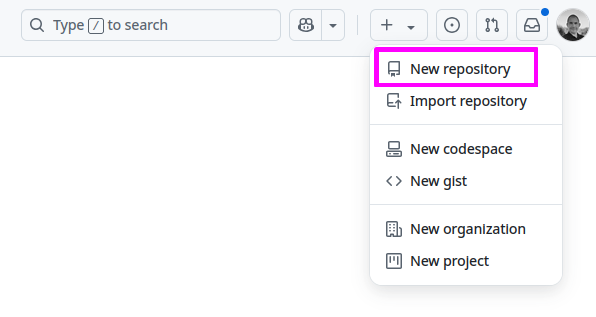 Type / to search
New repository
Import repository
New codespace
New gist
New organization
New project